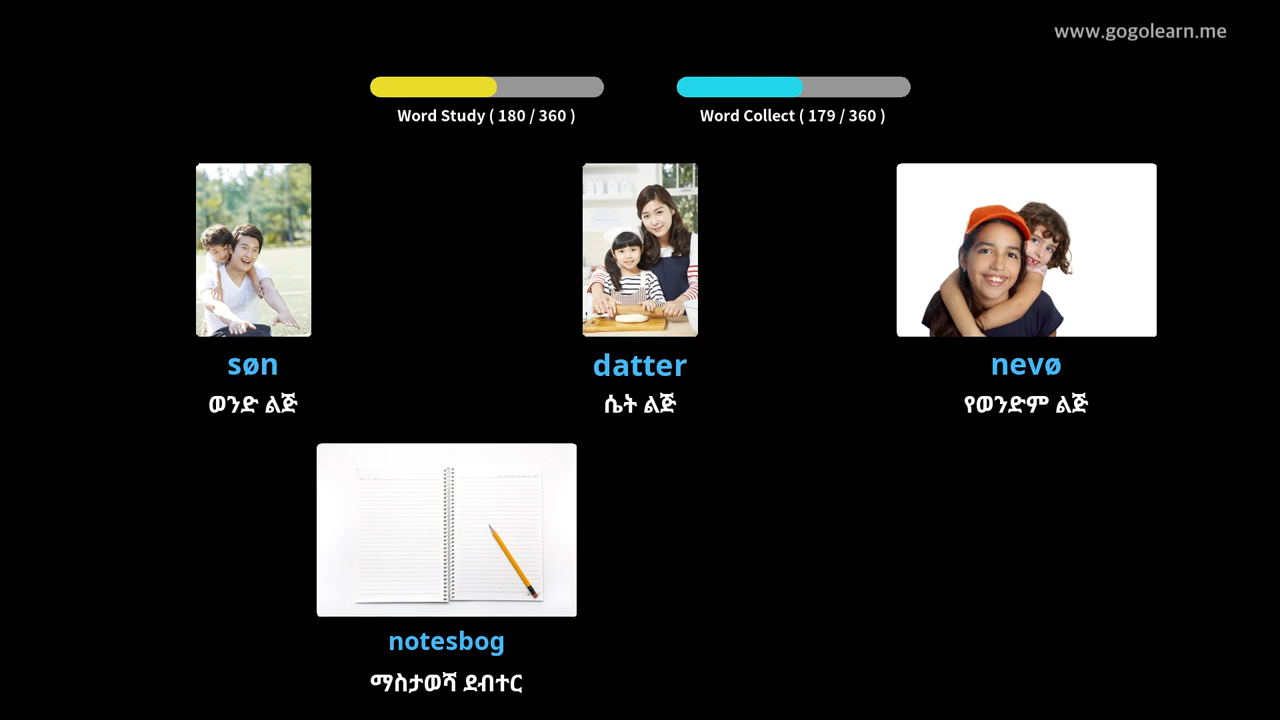 www.gogolearn.me
Word Study ( 180 / 360 )
Word Collect ( 179 / 360 )
søn
datter
nevø
ወንድ ልጅ
ሴት ልጅ
የወንድም ልጅ
notesbog
ማስታወሻ ደብተር